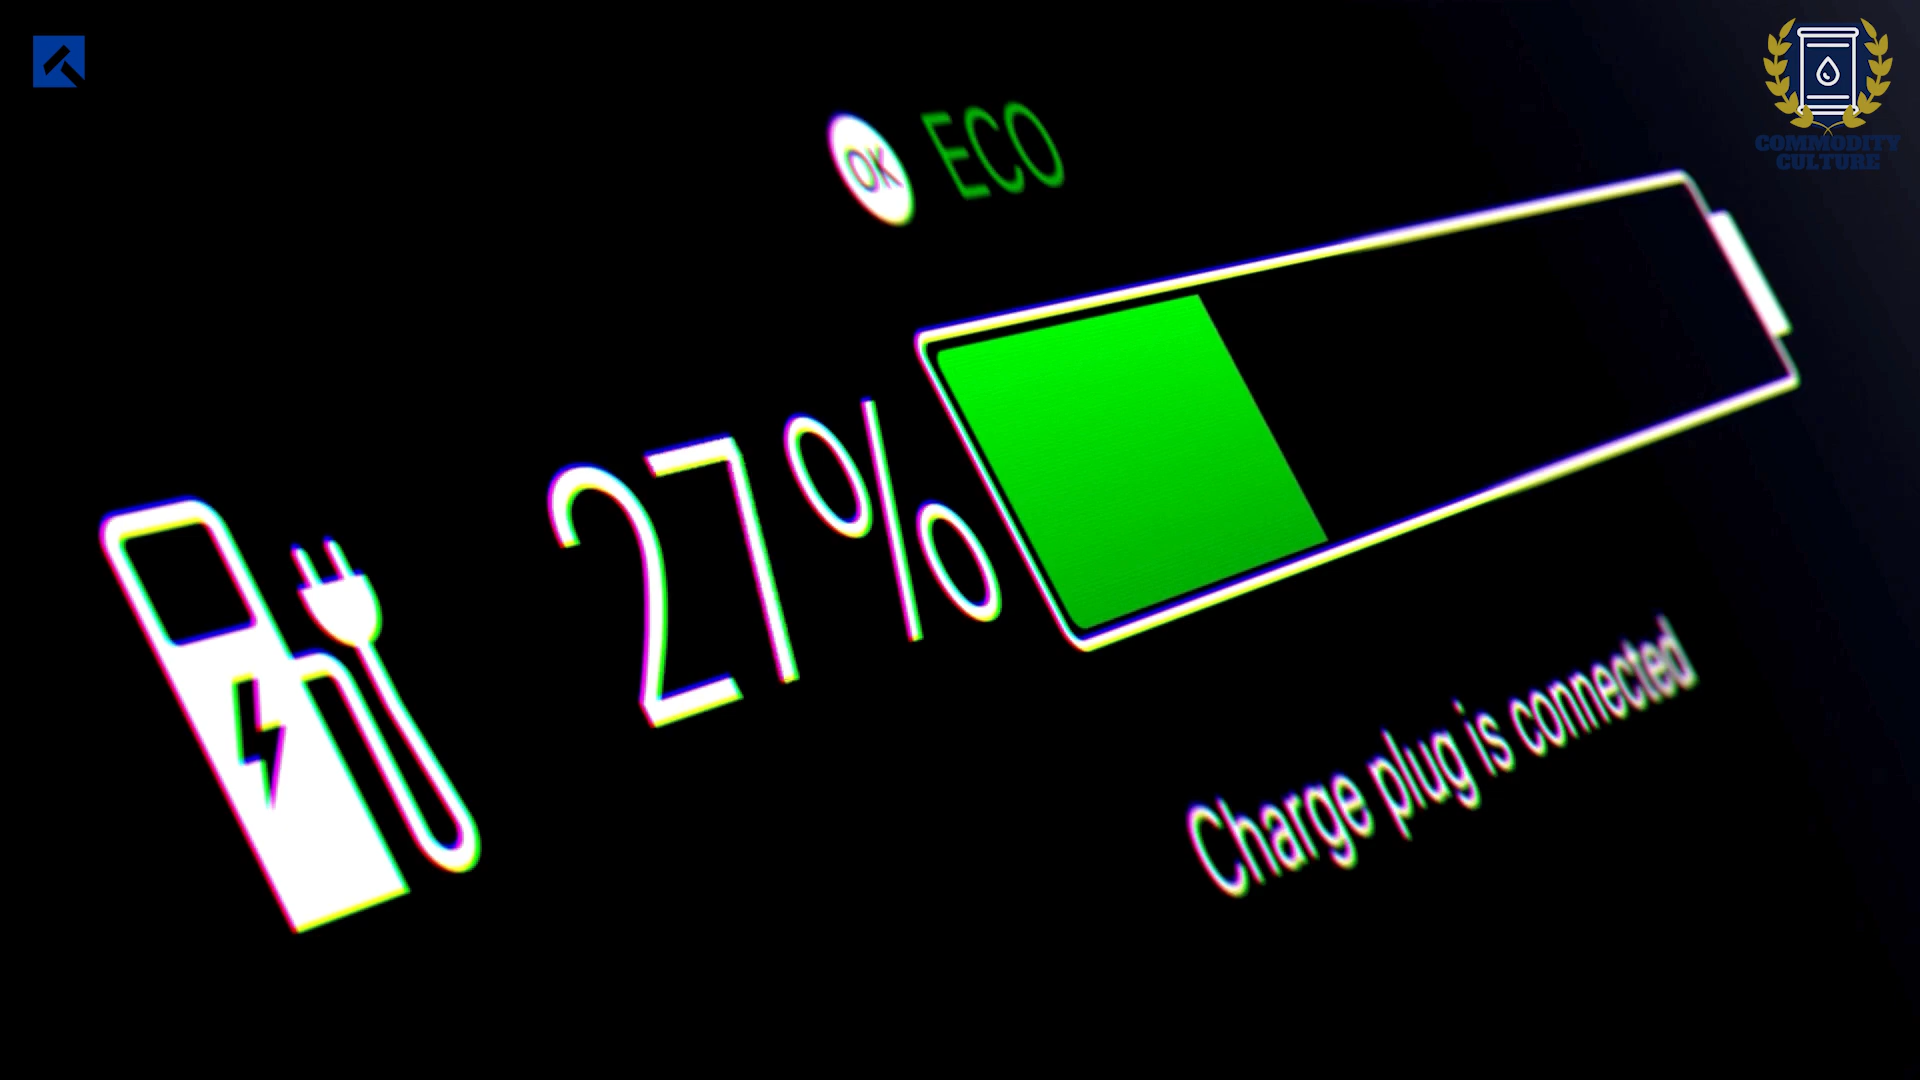 COMMODITY
CULTURE
OK ECO
27%
Charge plug is connected